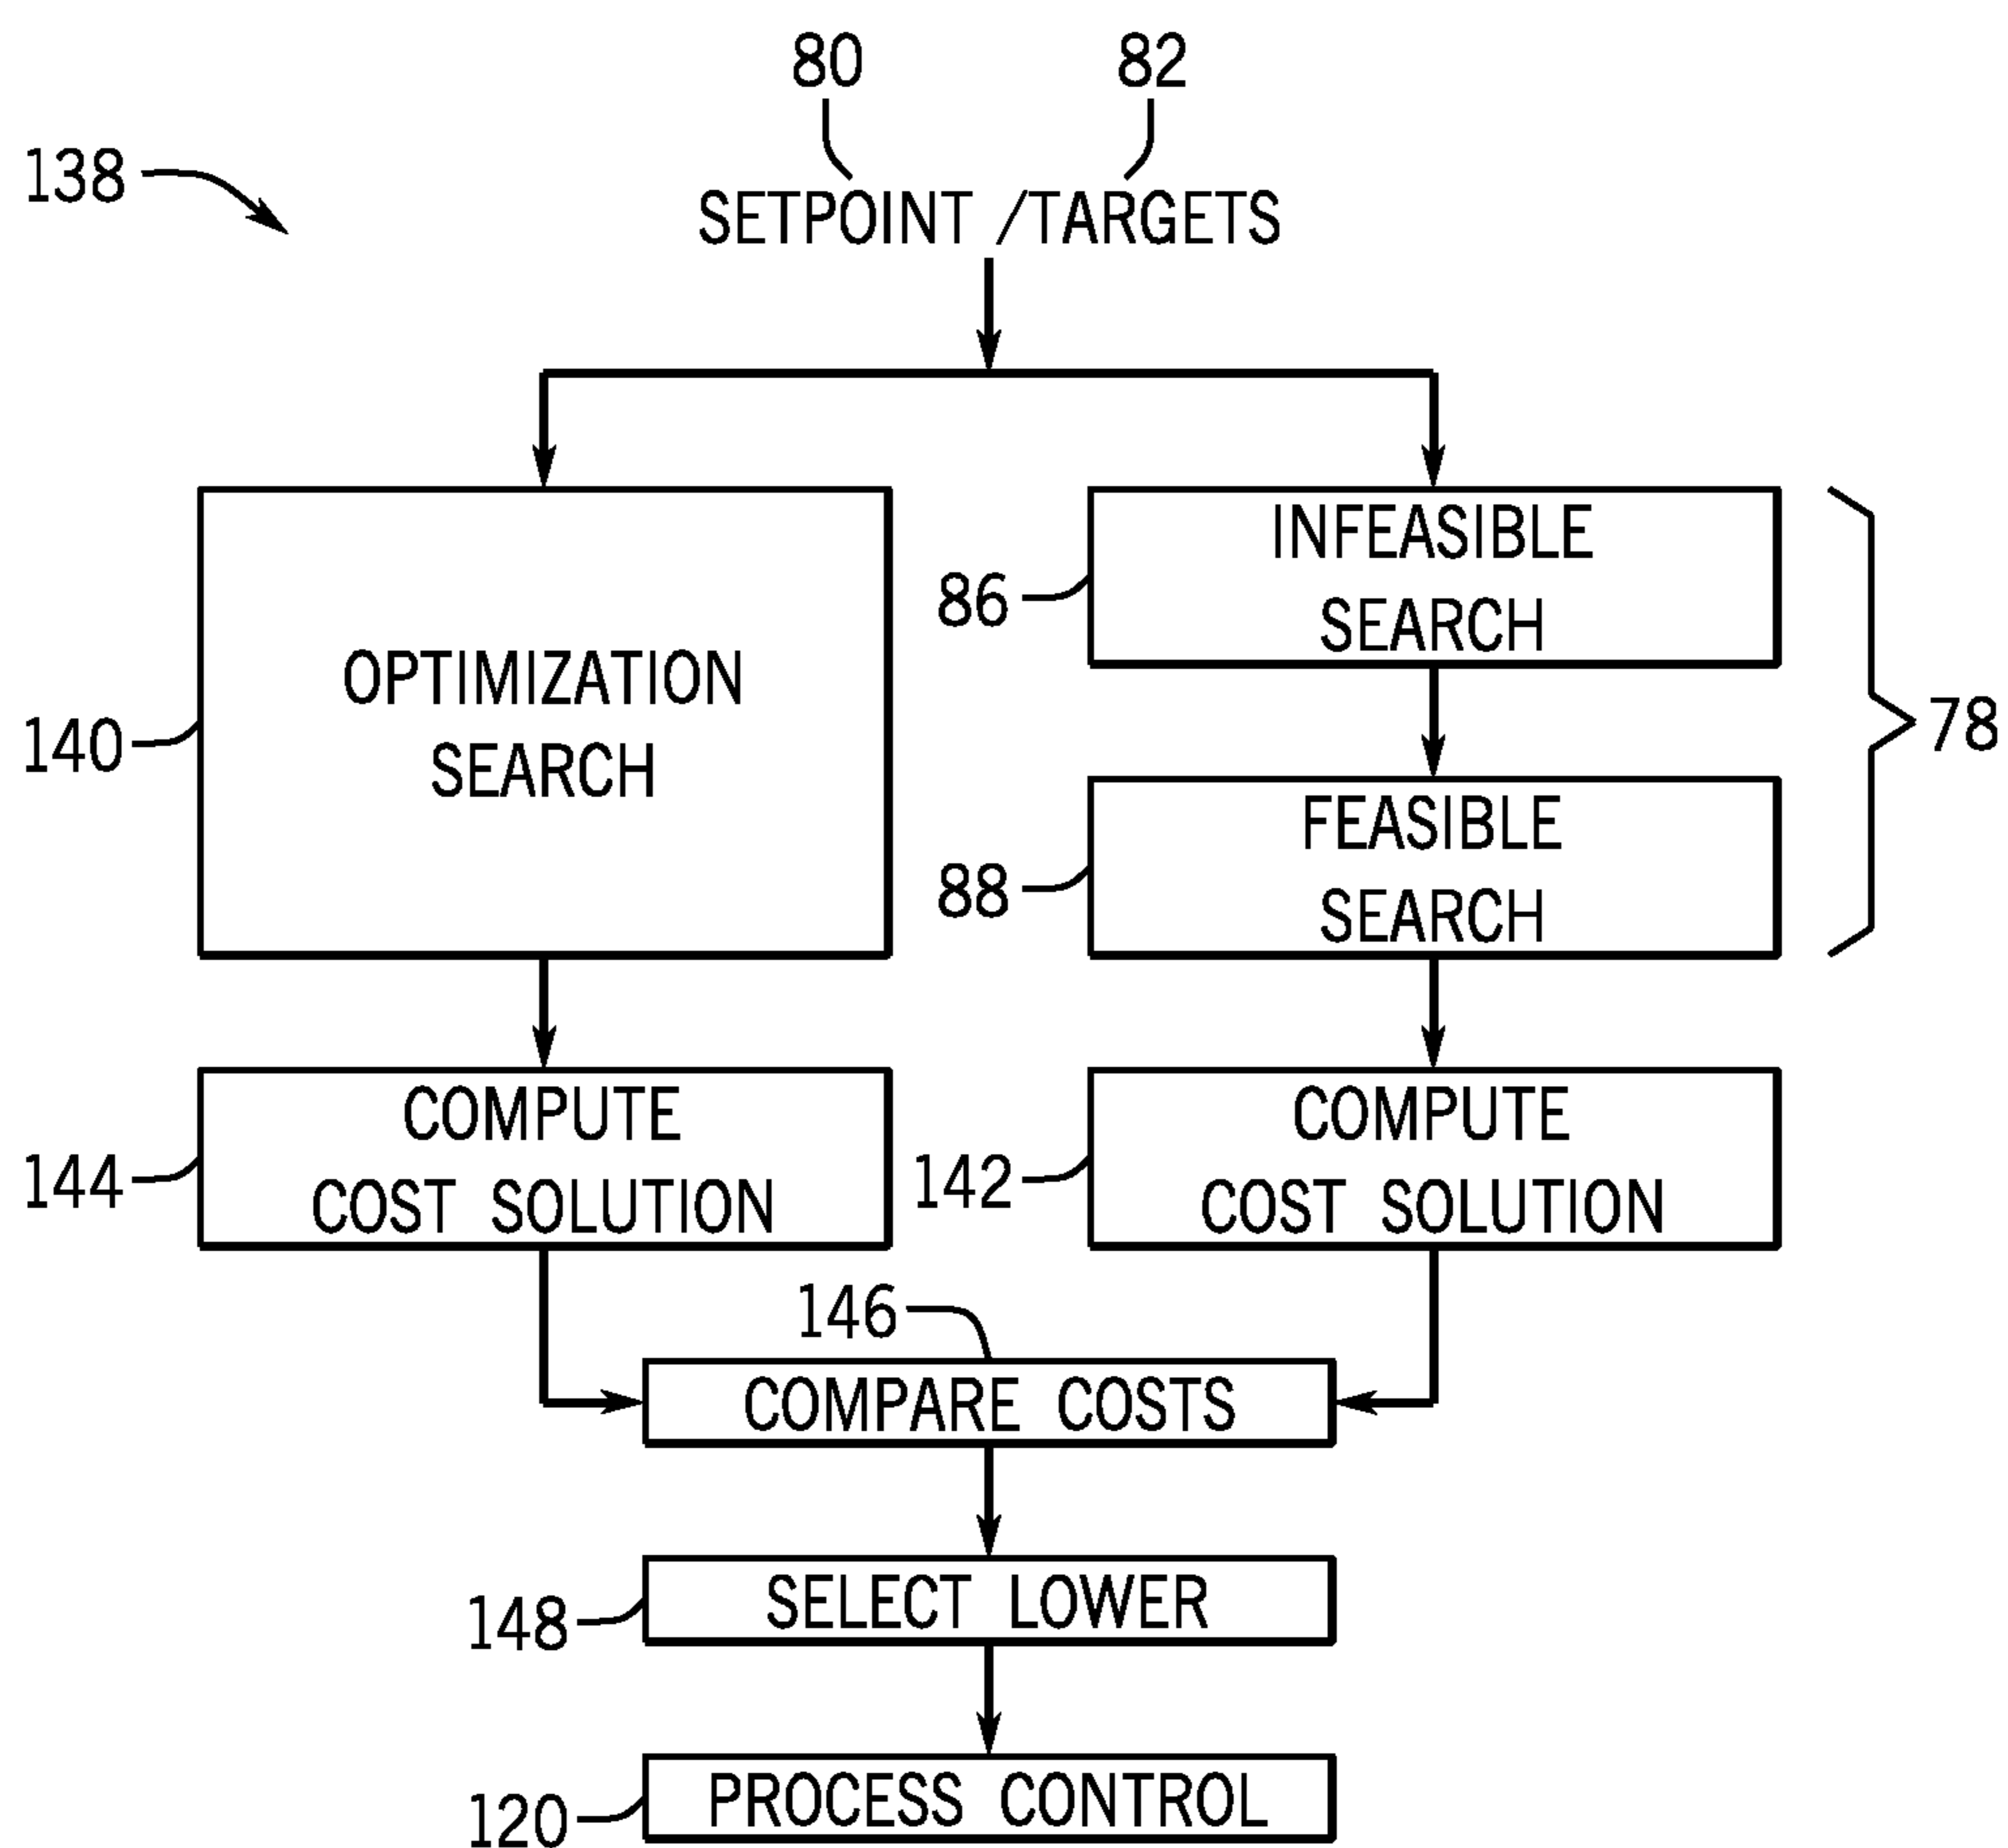 80
82
138
SETPOINT /TARGETS
INFEASIBLE
SEARCH
86
OPTIMIZATION
SEARCH
140
78
FEASIBLE
SEARCH
88
COMPUTE
COST SOLUTION
144
COMPUTE
COST SOLUTION
142
146
COMPARE COSTS
SELECT LOWER
148
PROCESS CONTROL
120